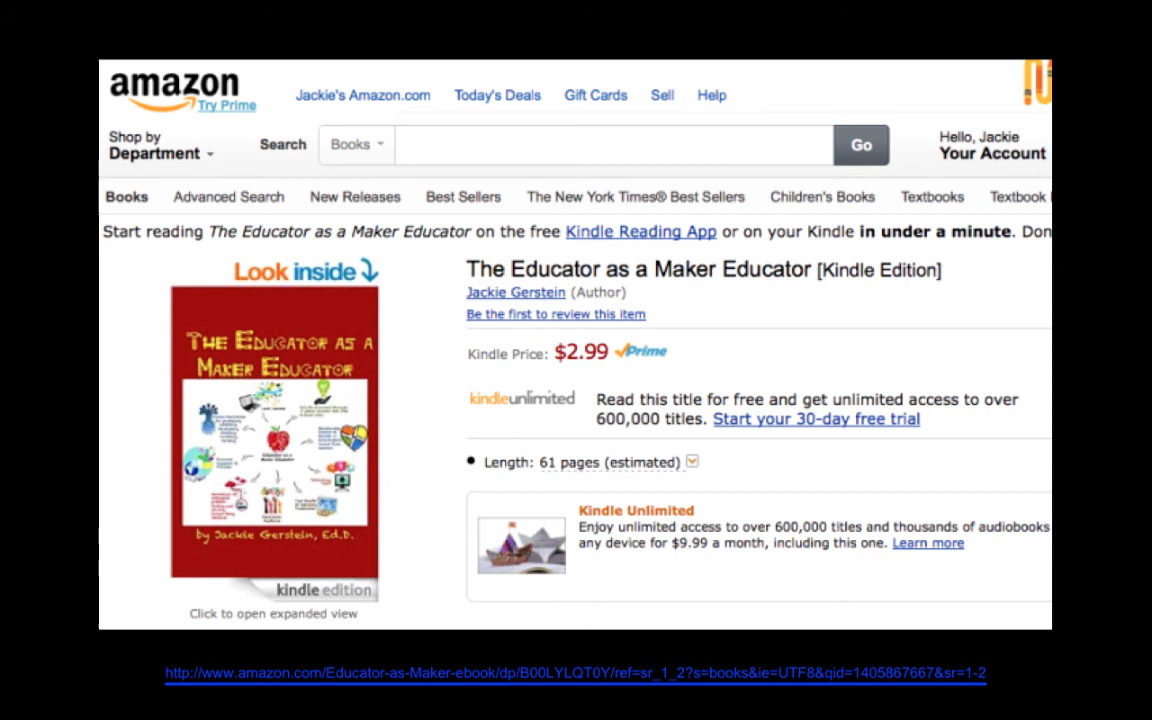 amazon
Try Prime
Jackie's Amazon.com Today's Deals Gift Cards Sell Help
Shop by
Department
Search Books Go
Hello, Jackie
Your Account
Books Advanced Search New Releases Best Sellers The New York Times® Best Sellers Children's Books Textbooks Textbook
Start reading The Educator as a Maker Educator on the free Kindle Reading App or on your Kindle in under a minute. Don
Look inside
The Educator as a Maker Educator [Kindle Edition]
Jackie Gerstein (Author)
Be the first to review this item
Kindle Price: $2.99 Prime
kindleunlimited
Read this title for free and get unlimited access to over
600,000 titles. Start your 30-day free trial
Length: 61 pages (estimated)
Kindle Unlimited
Enjoy unlimited access to over 600,000 titles and thousands of audiobooks
any device for $9.99 a month, including this one. Learn more
The Educator as a
Maker Educator
by Jackie Gerstein, Ed.D.
kindle edition
Click to open expanded view
http://www.amazon.com/Educator-as-Maker-ebook/dp/B00LYLQT0Y/ref=sr_1_2?s=books&ie=UTF8&qid=1405867667&sr=1-2